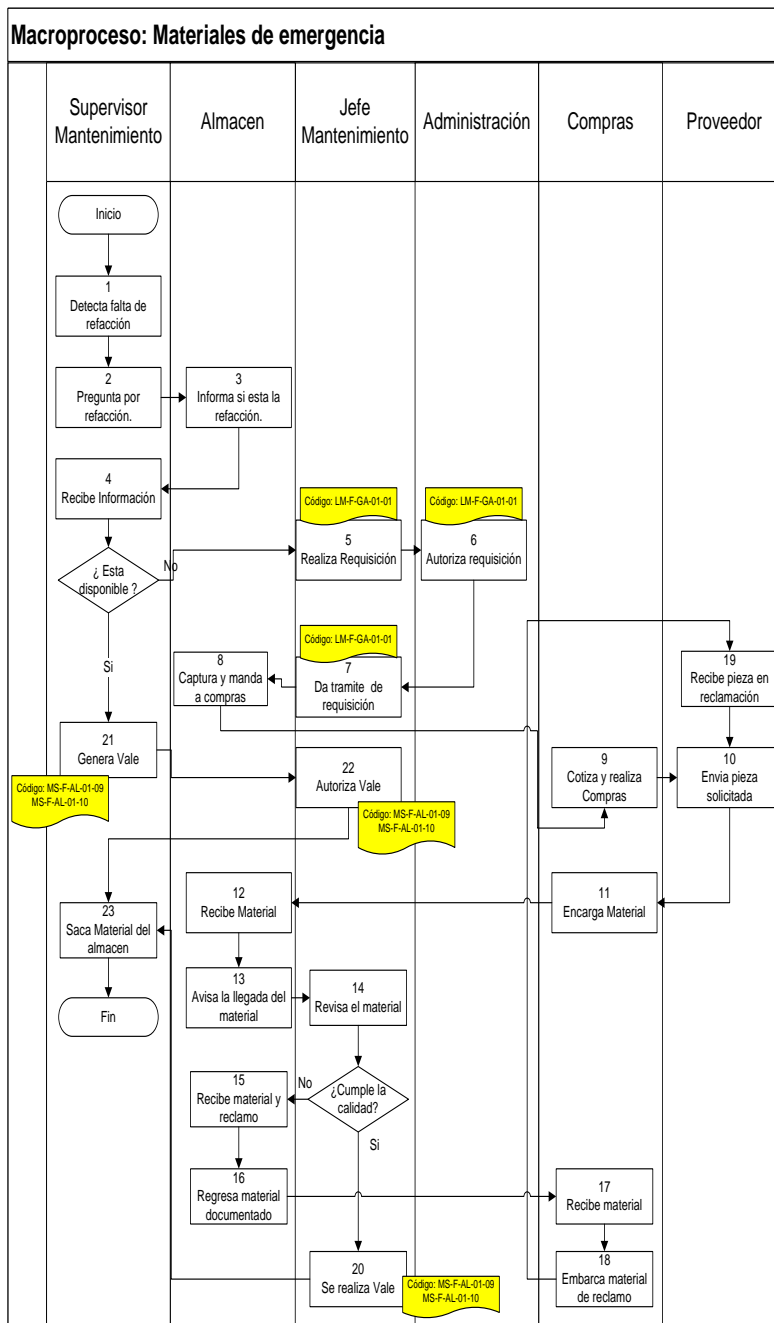 Macroproceso: Materiales de emergencia
Supervisor
Mantenimiento
Almacen
Jefe
Mantenimiento
Administración
Compras
Proveedor
Inicio
1
Detecta falta de
refacción
2
Pregunta por
refacción.
3
Informa si esta la
refacción.
4
Recibe Información
¿ Esta
disponible ?
No
Si
Código: LM-F-GA-01-01
5
Realiza Requisición
Código: LM-F-GA-01-01
6
Autoriza requisición
Código: LM-F-GA-01-01
7
Da tramite de
requisición
8
Captura y manda
a compras
19
Recibe pieza en
reclamación
21
Genera Vale
Código: MS-F-AL-01-09
MS-F-AL-01-10
22
Autoriza Vale
Código: MS-F-AL-01-09
MS-F-AL-01-10
9
Cotiza y realiza
Compras
10
Envia pieza
solicitada
23
Saca Material del
almacen
12
Recibe Material
11
Encarga Material
13
Avisa la llegada del
material
14
Revisa el material
Fin
15
Recibe material y
reclamo
No
¿Cumple la
calidad?
Si
16
Regresa material
documentado
17
Recibe material
20
Se realiza Vale
Código: MS-F-AL-01-09
MS-F-AL-01-10
18
Embarca material
de reclamo